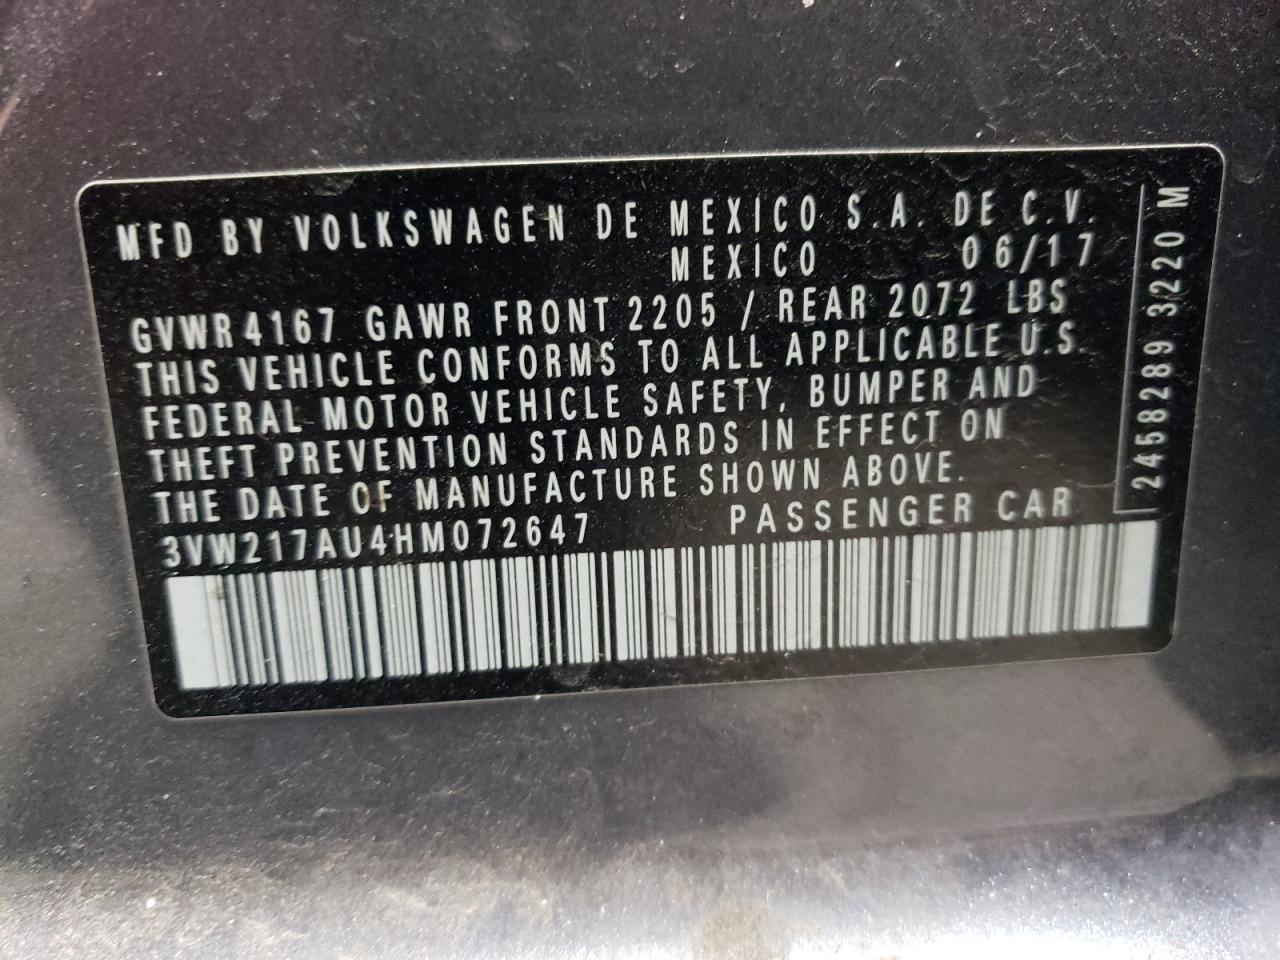 MFD BY VOLKSWAGEN DE MEXICO S.A. DE C.V.
MEXICO 06/17
GVWR 4167 GAWR FRONT 2205 / REAR 2072 LBS
THIS VEHICLE CONFORMS TO ALL APPLICABLE U.S.
FEDERAL MOTOR VEHICLE SAFETY, BUMPER AND
THEFT PREVENTION STANDARDS IN EFFECT ON
THE DATE OF MANUFACTURE SHOWN ABOVE.
3VW217AU4HM072647 PASSENGER CAR
2458289 3220 M